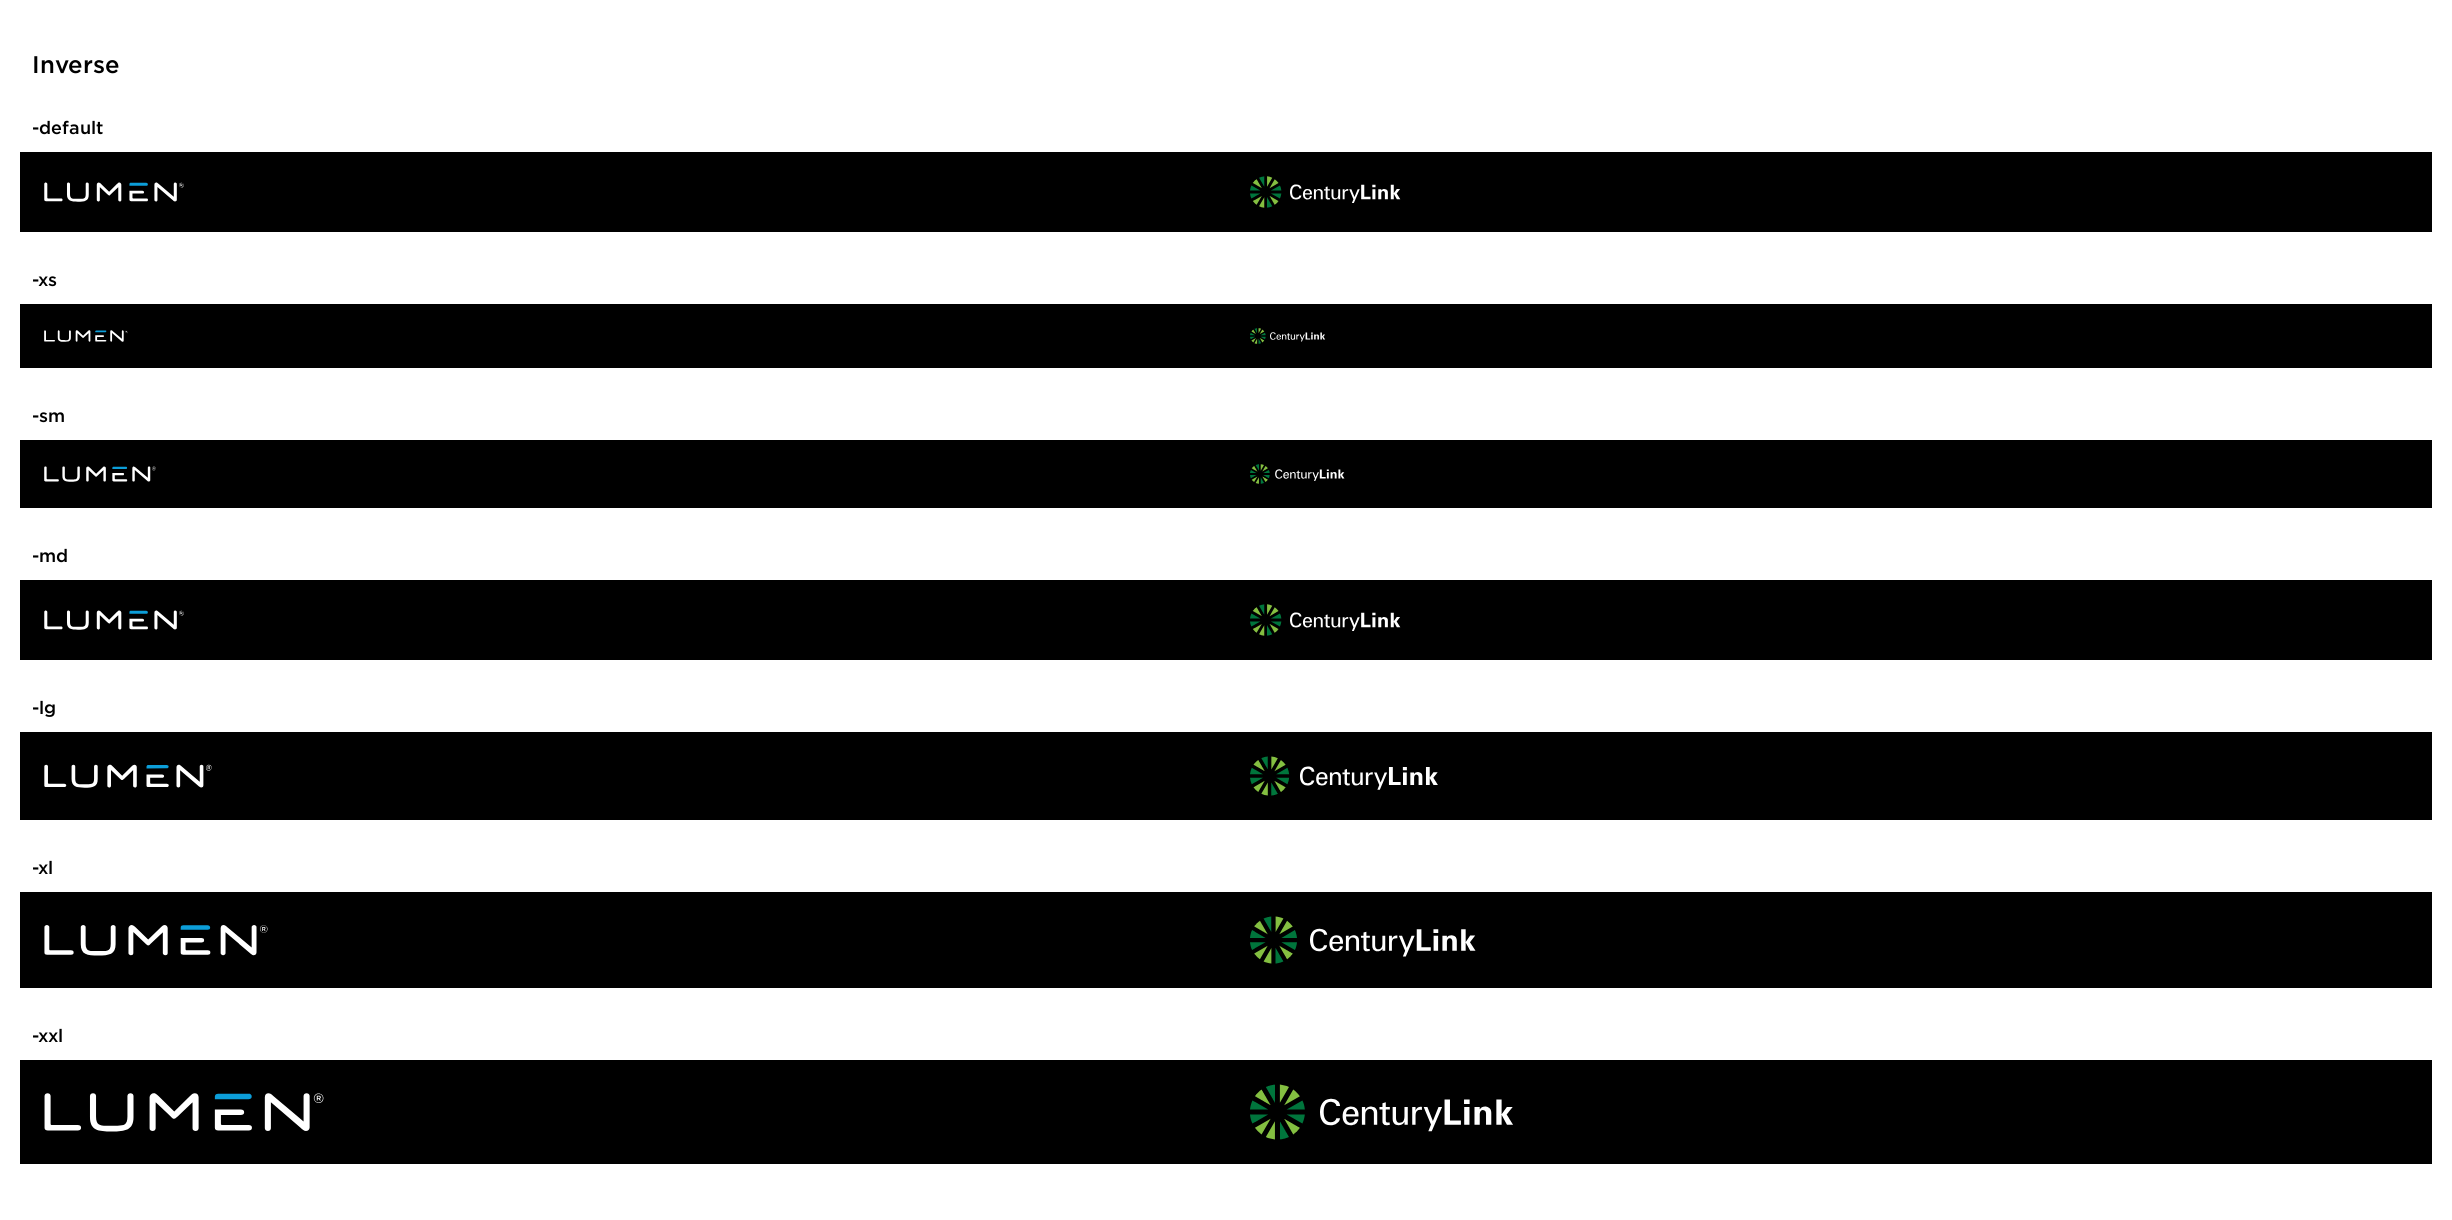 Inverse
-default
LUMEN® CenturyLink
-xs
LUMEN CenturyLink
-sm
LUMEN® CenturyLink
-md
LUMEN® CenturyLink
-lg
LUMEN® CenturyLink
-xl
LUMEN® CenturyLink
-xxl
LUMEN® CenturyLink